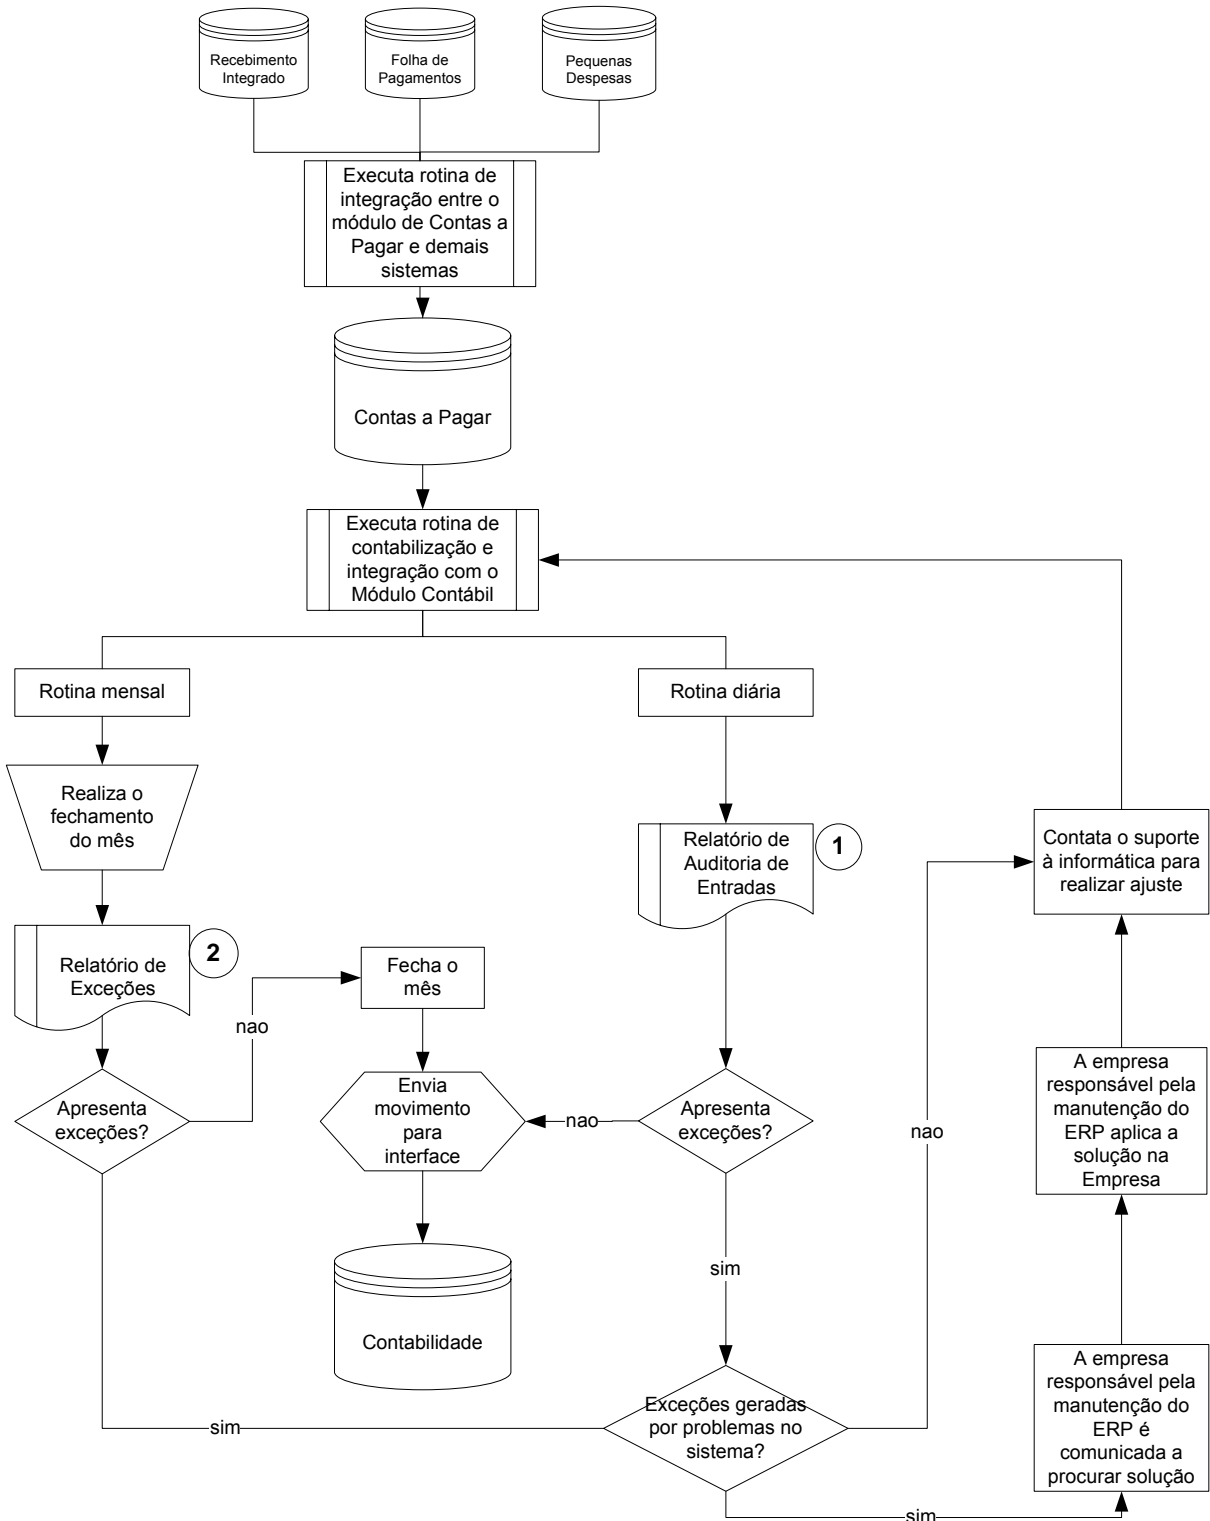 Recebimento
Integrado
Folha de
Pagamentos
Pequenas
Despesas
Executa rotina de
integração entre o
módulo de Contas a
Pagar e demais
sistemas
Contas a Pagar
Executa rotina de
contabilização e
integração com o
Módulo Contábil
Rotina mensal
Rotina diária
Realiza o
fechamento
do mês
Relatório de
Auditoria de
Entradas
1
Contata o suporte
à informática para
realizar ajuste
Relatório de
Exceções
2
Fecha o
mês
nao
Apresenta
exceções?
Envia
movimento
para
interface
nao
Apresenta
exceções?
nao
A empresa
responsável pela
manutenção do
ERP aplica a
solução na
Empresa
sim
Contabilidade
sim
Exceções geradas
por problemas no
sistema?
A empresa
responsável pela
manutenção do
ERP é
comunicada a
procurar solução
sim